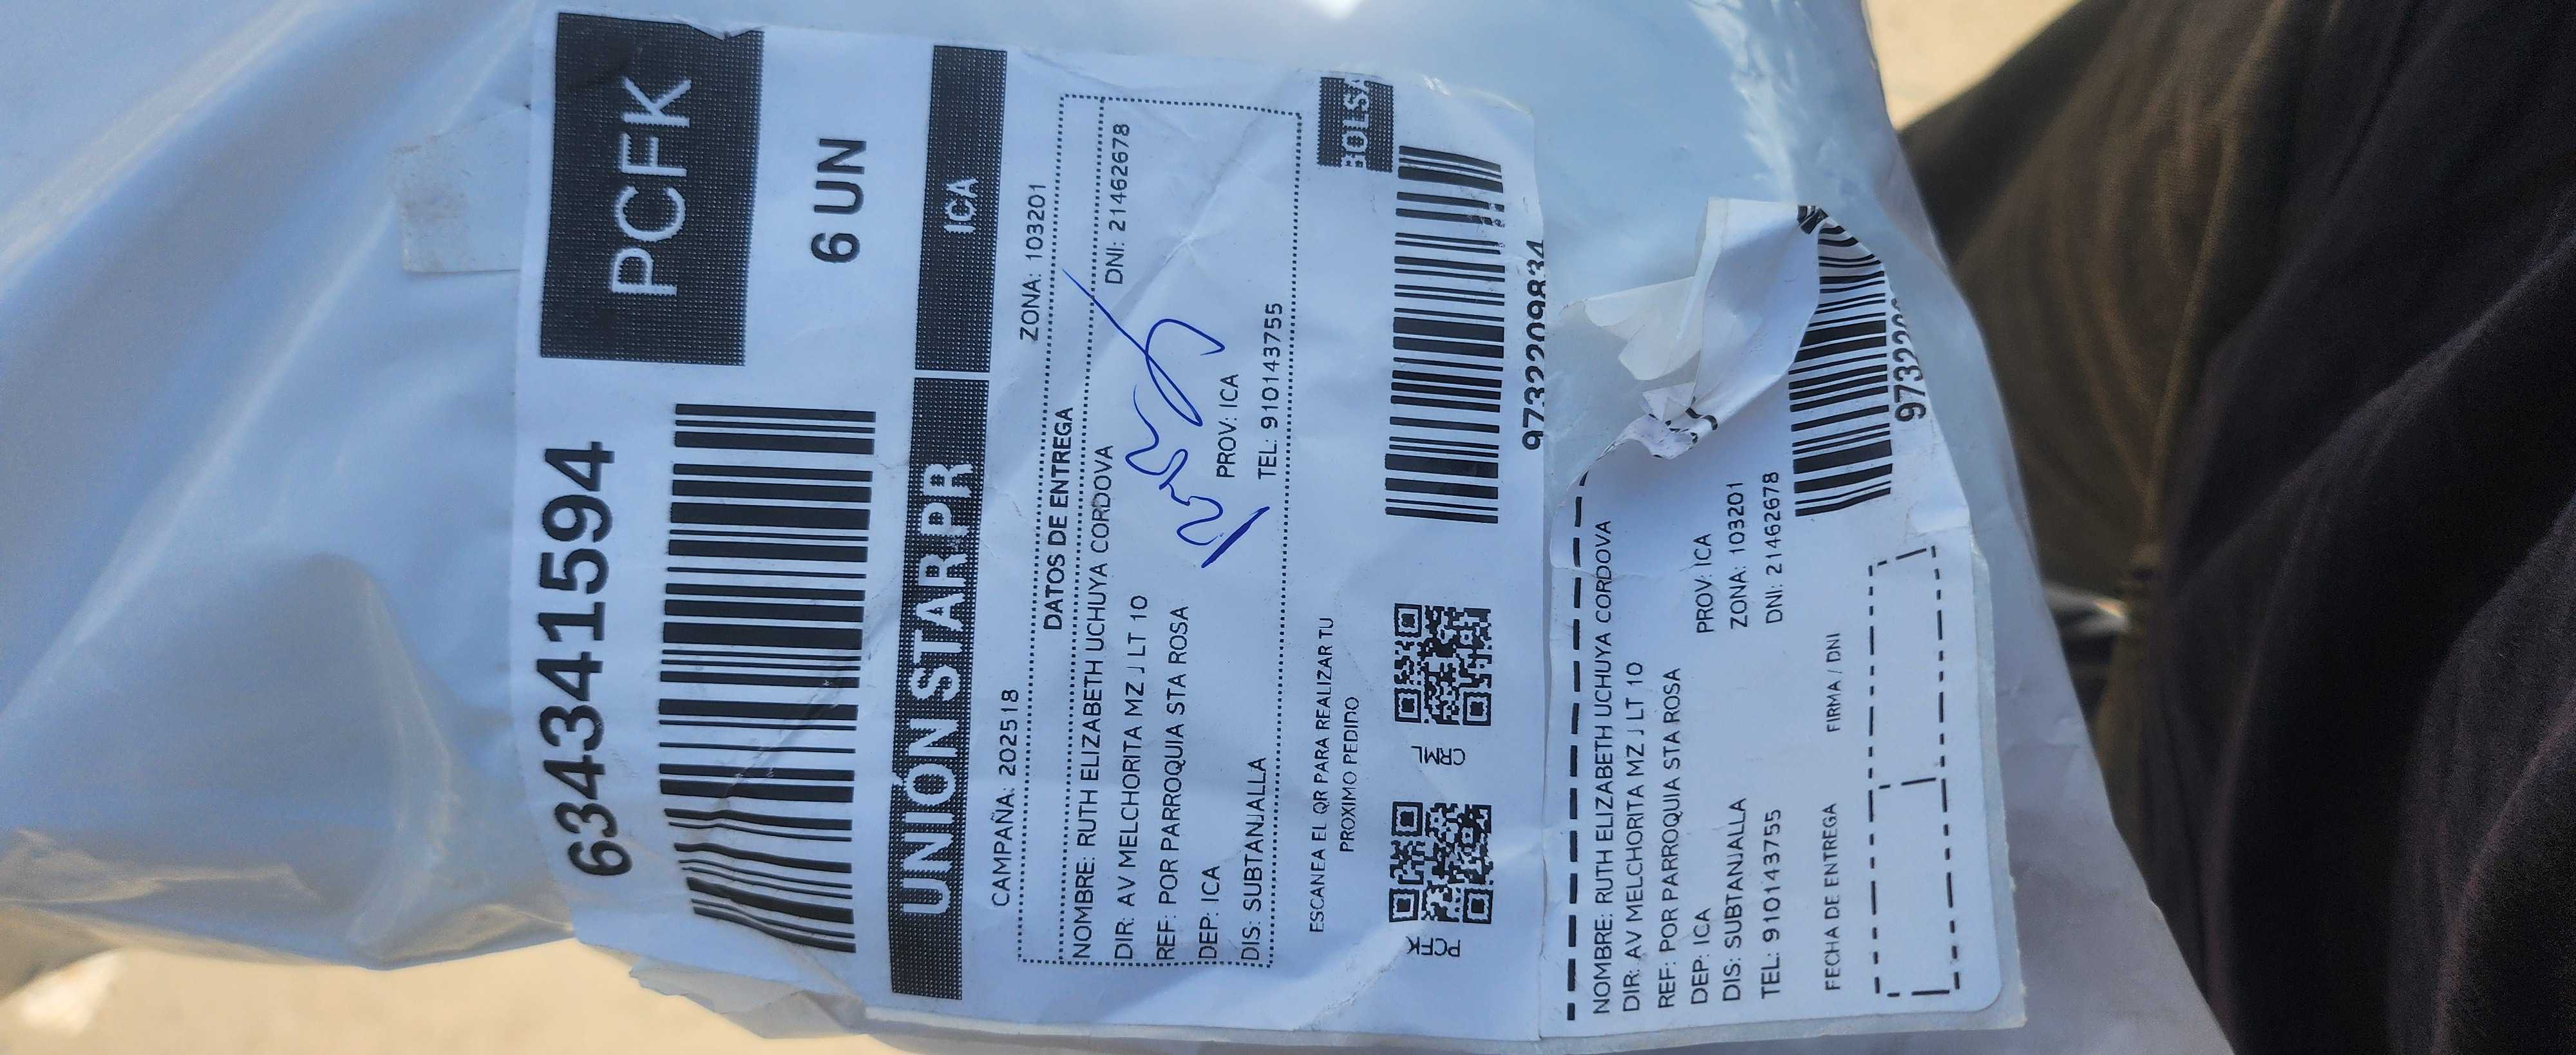 634341594
PCFK
6 UN
UNIÓN STAR PR
ICA
CAMPAÑA: 202518
ZONA: 103201
DATOS DE ENTREGA
NOMBRE: RUTH ELIZABETH UCHUYA CORDOVA
DIR: AV MELCHORITA MZ J LT 10
DNI: 21462678
REF: POR PARROQUIA STA ROSA
DEP: ICA
PROV: ICA
DIS: SUBTANJALLA
TEL: 910143755
ESCANEA EL QR PARA REALIZAR TU
PROXIMO PEDIDO
BOLSA
PCFK
CRML
9732209834
NOMBRE: RUTH ELIZABETH UCHUYA CORDOVA
DIR: AV MELCHORITA MZ J LT 10
REF: POR PARROQUIA STA ROSA
DEP: ICA
PROV: ICA
DIS: SUBTANJALLA
ZONA: 103201
TEL: 910143755
DNI: 21462678
FECHA DE ENTREGA
FIRMA / DNI